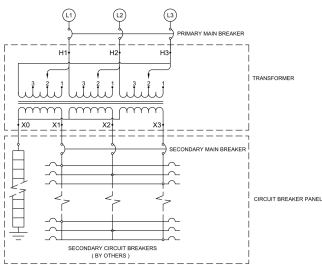 L1 L2 L3
PRIMARY MAIN BREAKER
H1 H2 H3
3 2 1 3 2 1 3 2 1
TRANSFORMER
X0 X1 X2 X3
SECONDARY MAIN BREAKER
CIRCUIT BREAKER PANEL
SECONDARY CIRCUIT BREAKERS
( BY OTHERS )